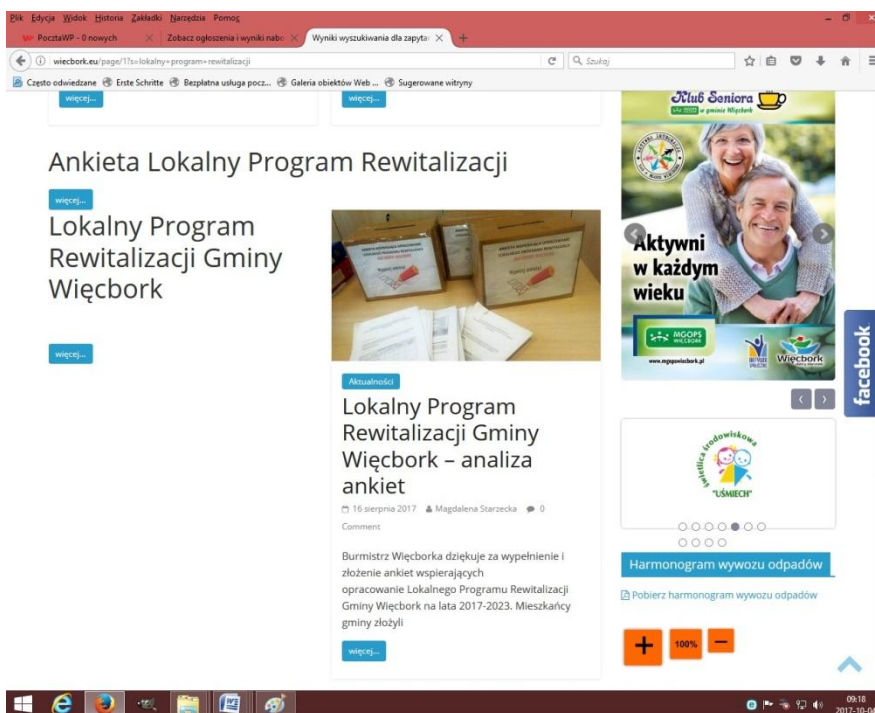 Plik Edycja Widok Historia Zakładki Narzędzia Pomoc
PocztaWP - 0 nowych
Zobacz ogłoszenia i wyniki nabo
Wyniki wyszukiwania dla zapytai
wiecbork.eu/page/1?s=lokalny+program+rewitalizacji
Szukaj
Często odwiedzane Erste Schritte Bezpłatna usługa pocz... Galeria obiektów Web ... Sugerowane witryny
więcej...
więcej...
Ankieta Lokalny Program Rewitalizacji
więcej...
Lokalny Program
Rewitalizacji Gminy
Więcbork
więcej...
Aktualności
Lokalny Program
Rewitalizacji Gminy
Więcbork – analiza
ankiet
16 sierpnia 2017 Magdalena Starzecka 0
Comment
Burmistrz Więcborka dziękuje za wypełnienie i
złożenie ankiet wspierających
opracowanie Lokalnego Programu Rewitalizacji
Gminy Więcbork na lata 2017-2023. Mieszkańcy
gminy złożyli
więcej...
Klub Seniora
w gminie Więcbork
Aktywni
w każdym
wieku
MGOPS
WIĘCBORK
www.mgopswiecbork.pl
Więcbork
facebook
świetlica środowiskowa
"UŚMIECH"
Harmonogram wywozu odpadów
Pobierz harmonogram wywozu odpadów
+ 100% −
09:18
2017-10-04